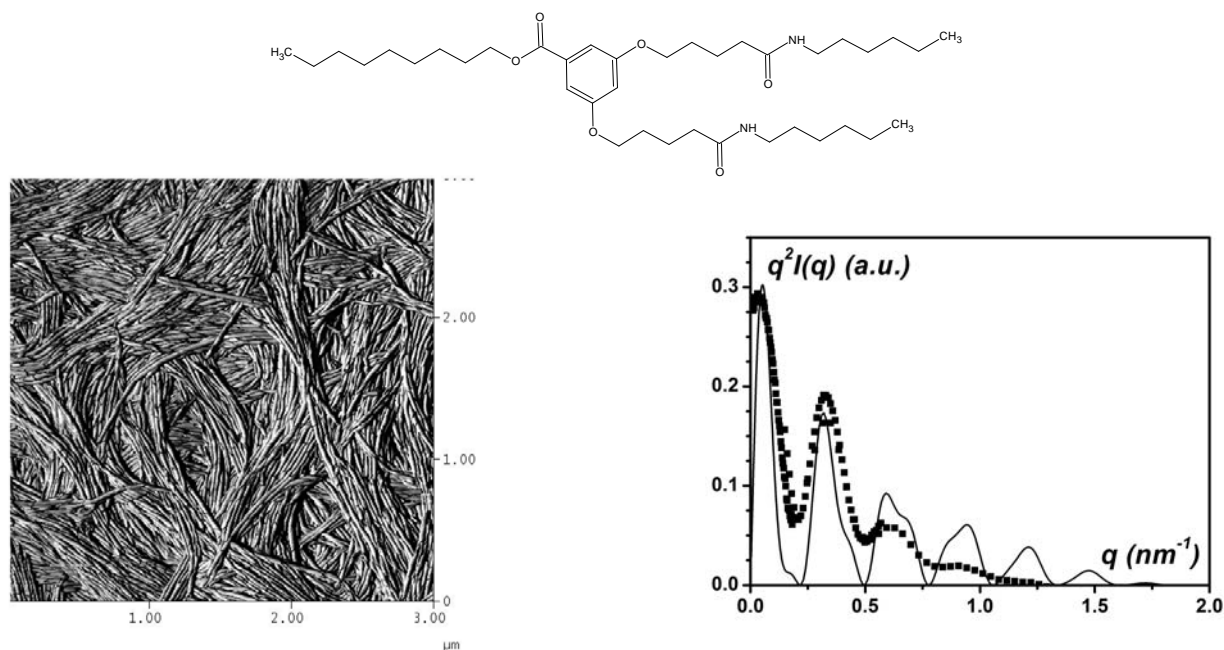 O
H₃C
O
O
NH
CH₃
O
O
NH
CH₃
O
2.00
1.00
0
1.00 2.00 3.00
µm
q²I(q) (a.u.)
0.3
0.2
0.1
q (nm⁻¹)
0.0
0.0 0.5 1.0 1.5 2.0